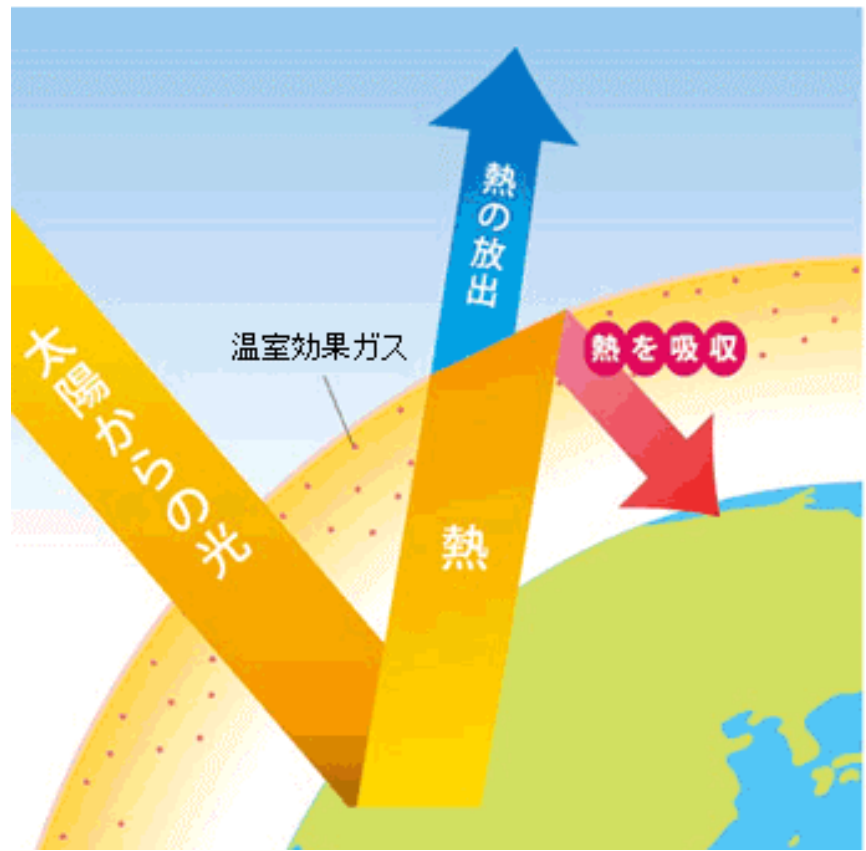 熱の放出
温室効果ガス
熱を吸収
太陽からの光
熱